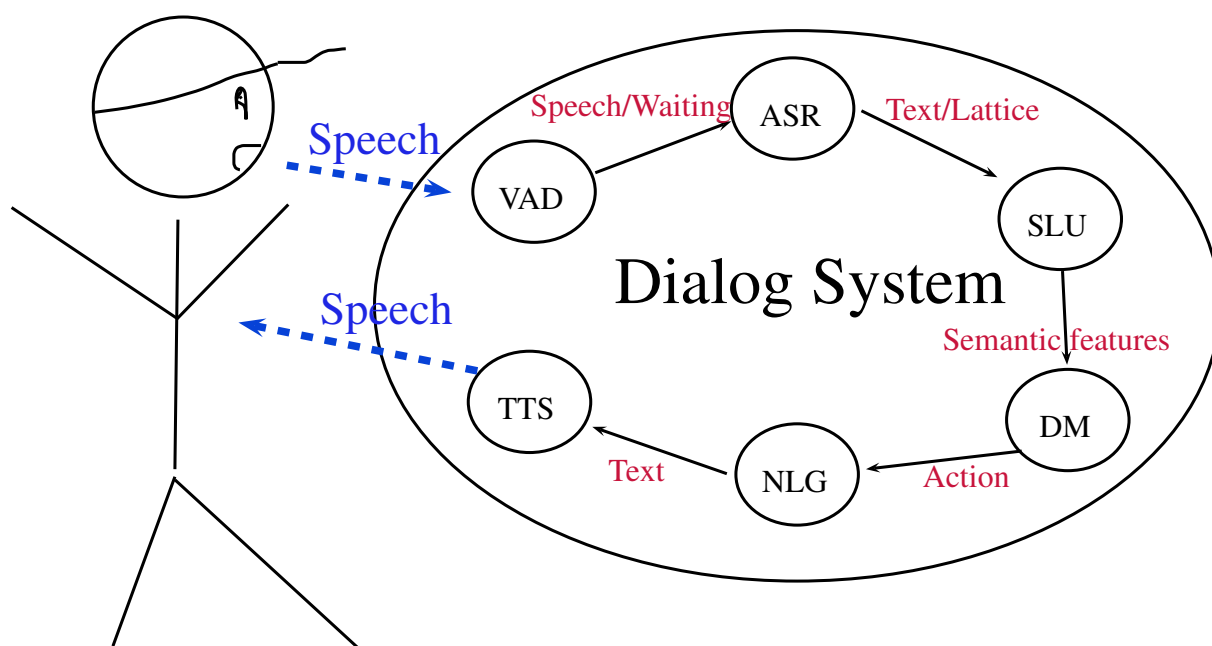 Speech
Speech/Waiting
VAD
ASR
Text/Lattice
SLU
Dialog System
Semantic features
DM
Action
NLG
Text
TTS
Speech